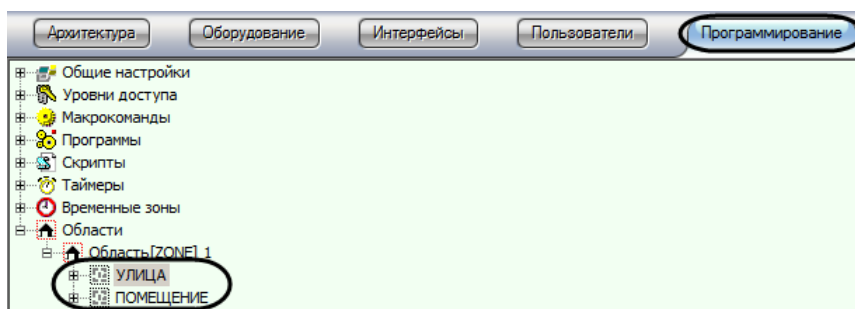 Архитектура Оборудование Интерфейсы Пользователи Программирование
Общие настройки
Уровни доступа
Макрокоманды
Программы
Скрипты
Таймеры
Временные зоны
Области
Область[ZONE] 1
УЛИЦА
ПОМЕЩЕНИЕ